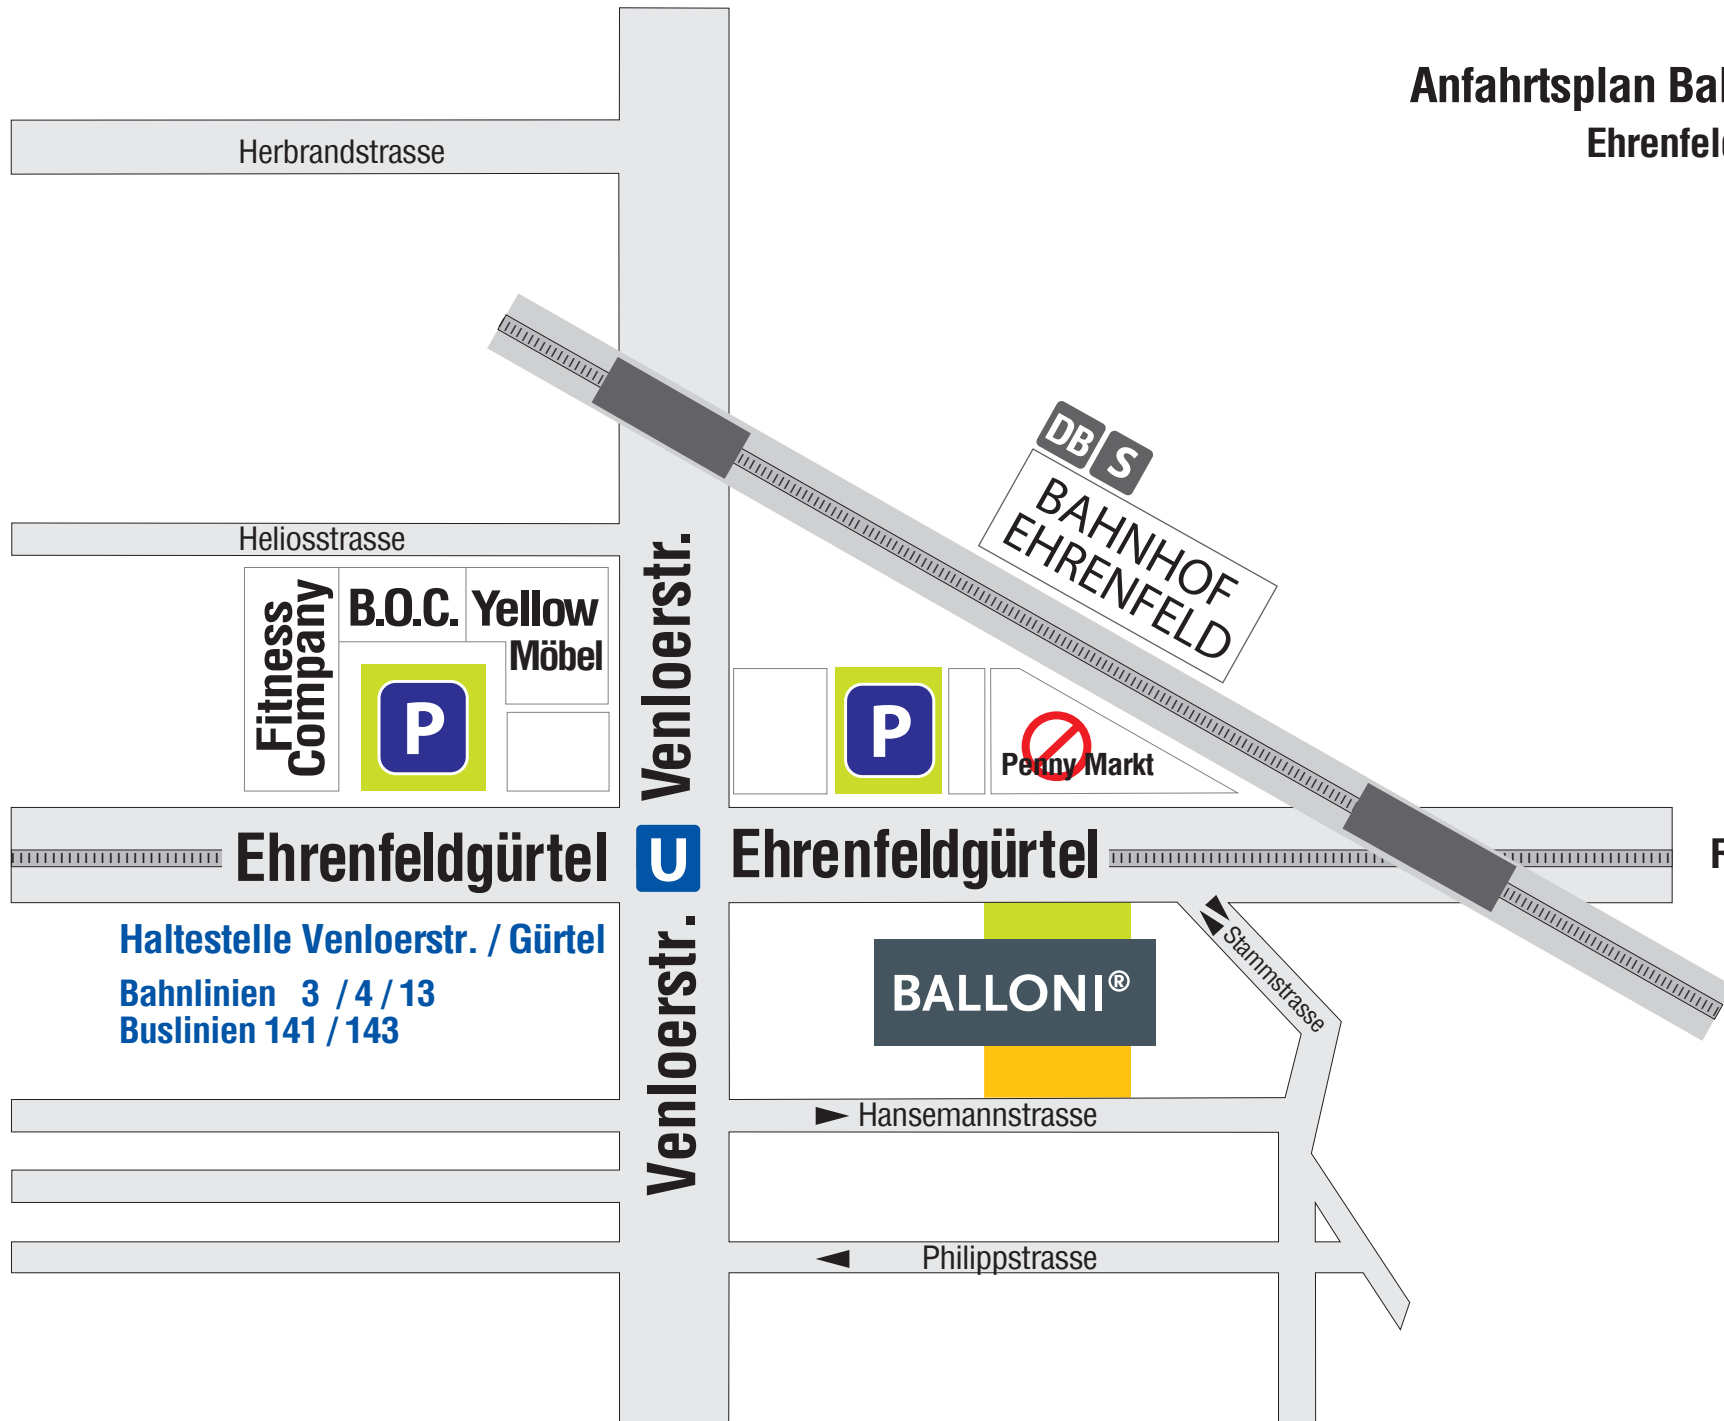 Anfahrtsplan Bal
Ehrenfeld
Herbrandstrasse
DB S
BAHNHOF
EHRENFELD
Heliosstrasse
Fitness
Company
B.O.C.
Yellow
Möbel
P
Venloerstr.
P
Penny Markt
Ehrenfeldgürtel
U
Ehrenfeldgürtel
Haltestelle Venloerstr. / Gürtel
Bahnlinien 3 / 4 / 13
Buslinien 141 / 143
Venloerstr.
BALLONI®
Stammstrasse
Hansemannstrasse
Philippstrasse